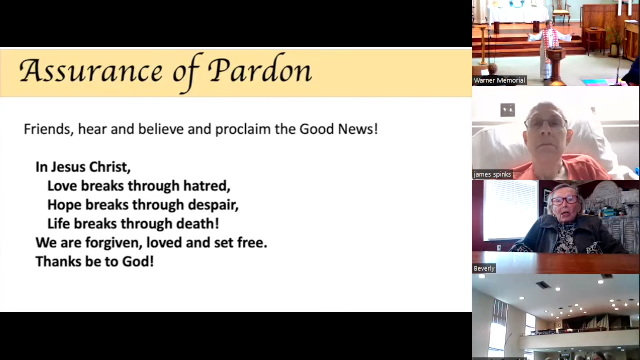 Assurance of Pardon
Friends, hear and believe and proclaim the Good News!
In Jesus Christ,
Love breaks through hatred,
Hope breaks through despair,
Life breaks through death!
We are forgiven, loved and set free.
Thanks be to God!
Warner Memorial
james spinks
Beverly